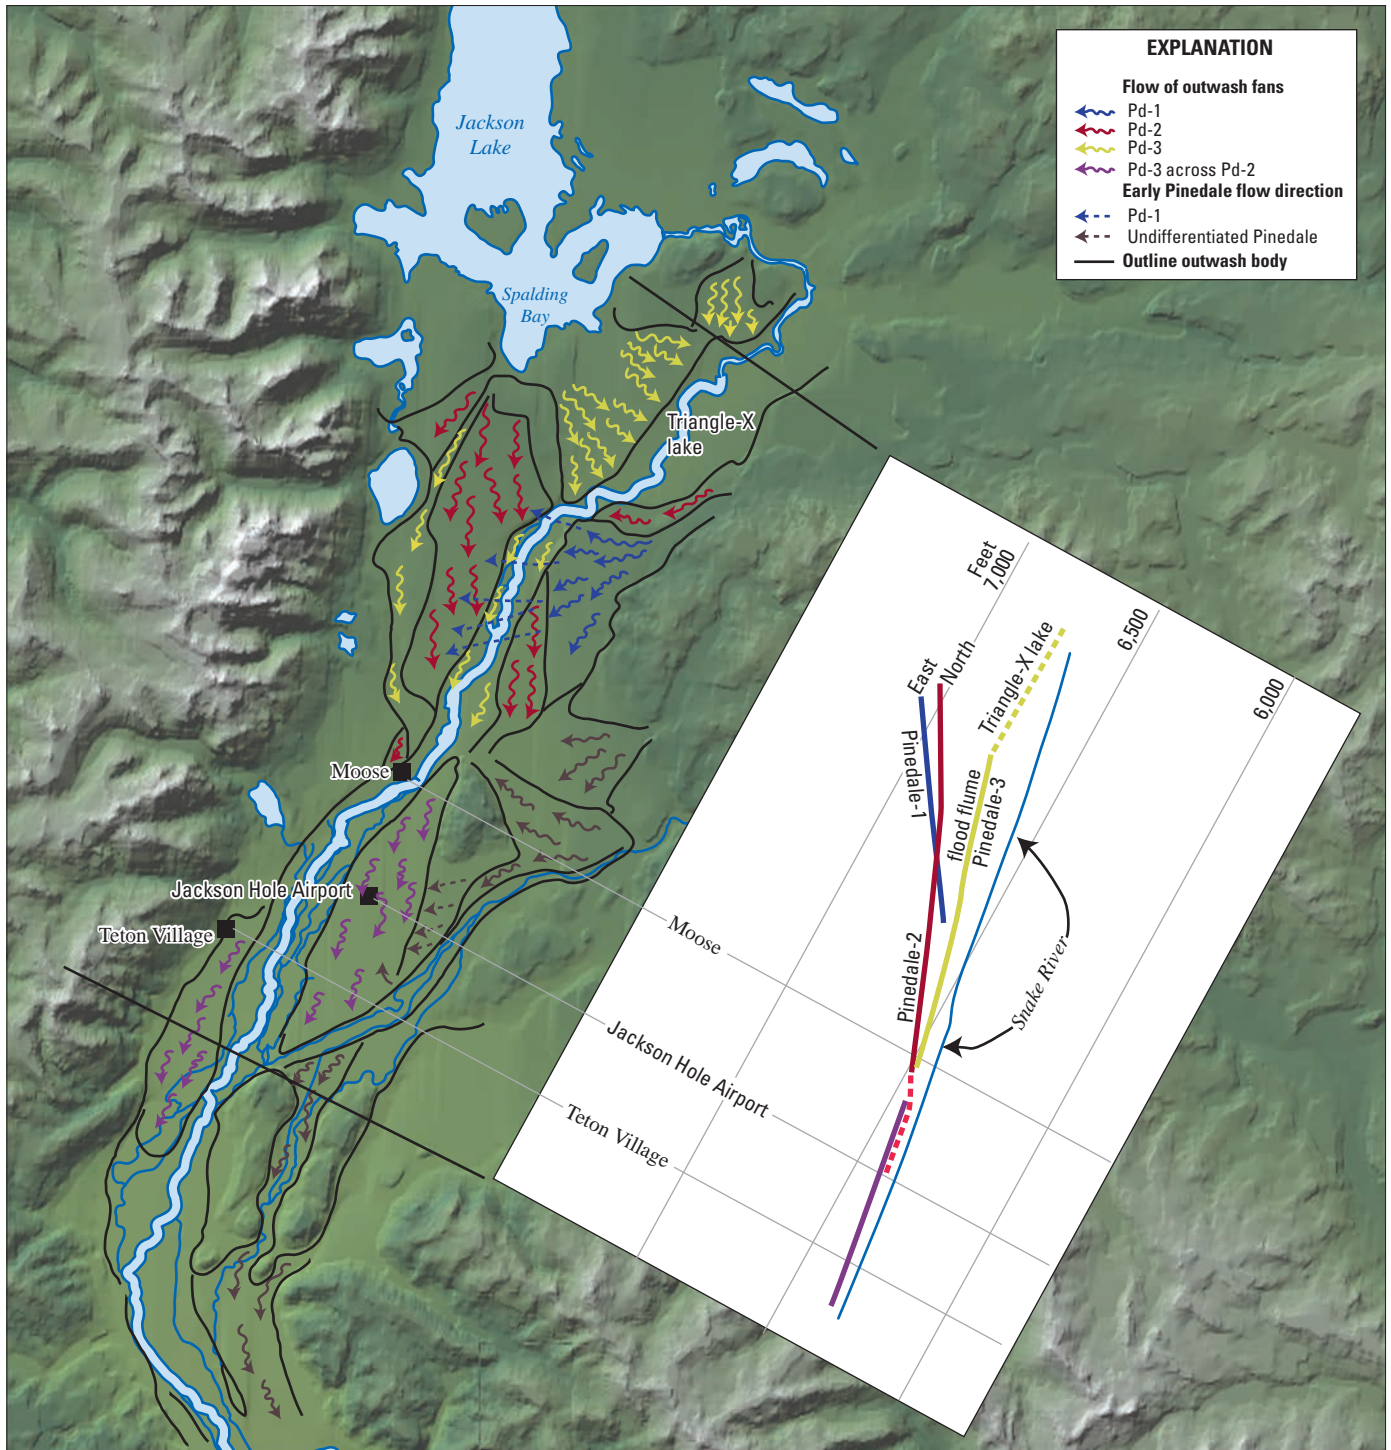 EXPLANATION
Flow of outwash fans
Pd-1
Pd-2
Pd-3
Pd-3 across Pd-2
Early Pinedale flow direction
Pd-1
Undifferentiated Pinedale
Outline outwash body
Jackson
Lake
Spalding
Bay
Triangle-X
lake
Moose
Jackson Hole Airport
Teton Village
Feet
7,000
6,500
6,000
East
North
Triangle-X lake
Pinedale-1
flood flume
Pinedale-3
Pinedale-2
Snake River
Moose
Jackson Hole Airport
Teton Village